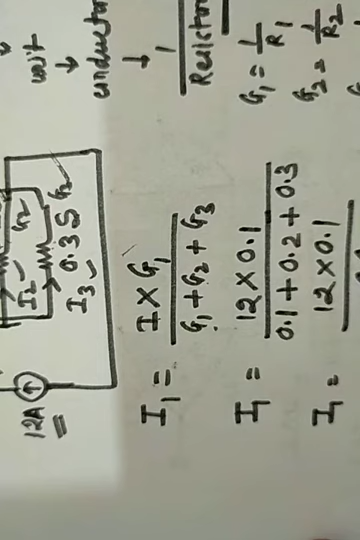 unit
conductor
1
Resistor
G1 = 1/R1
G2 = 1/R2
G2
G3
I2
0.3 S
I3
12A
I1 = I × G1 / G1 + G2 + G3
I1 = 12 × 0.1 / 0.1 + 0.2 + 0.3
I1 = 12 × 0.1